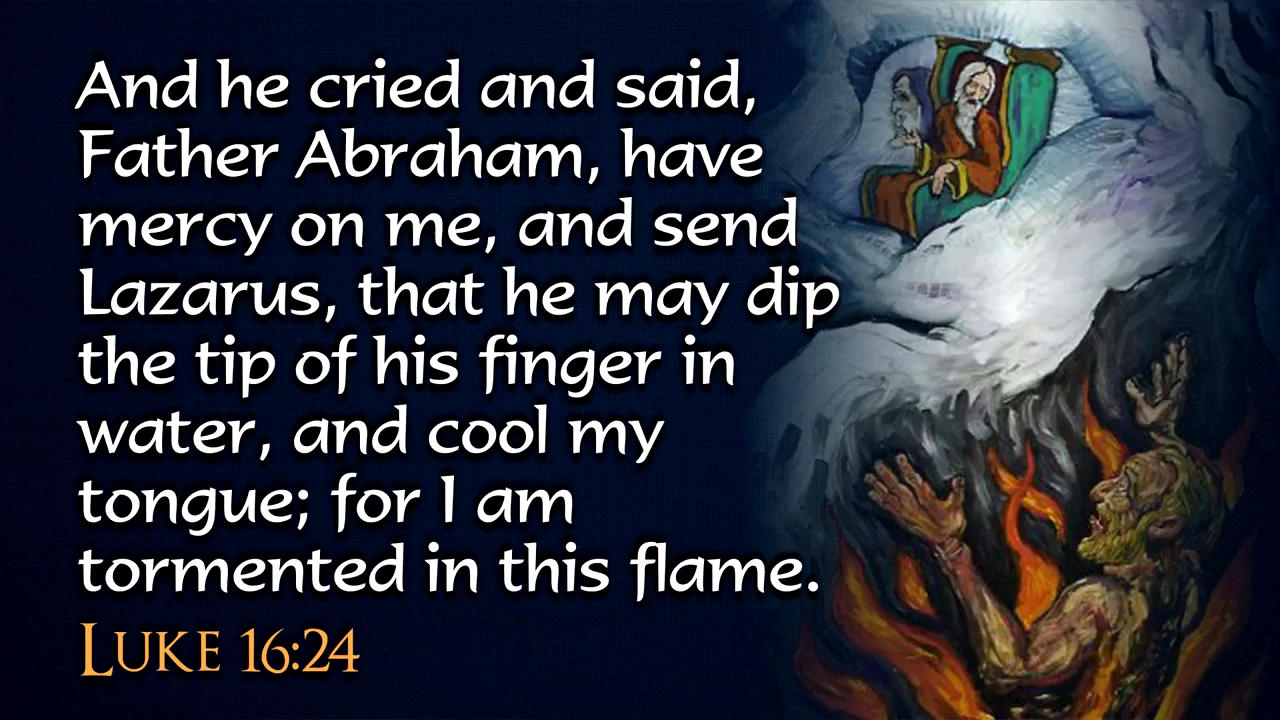 And he cried and said,
Father Abraham, have
mercy on me, and send
Lazarus, that he may dip
the tip of his finger in
water, and cool my
tongue; for I am
tormented in this flame.
Luke 16:24